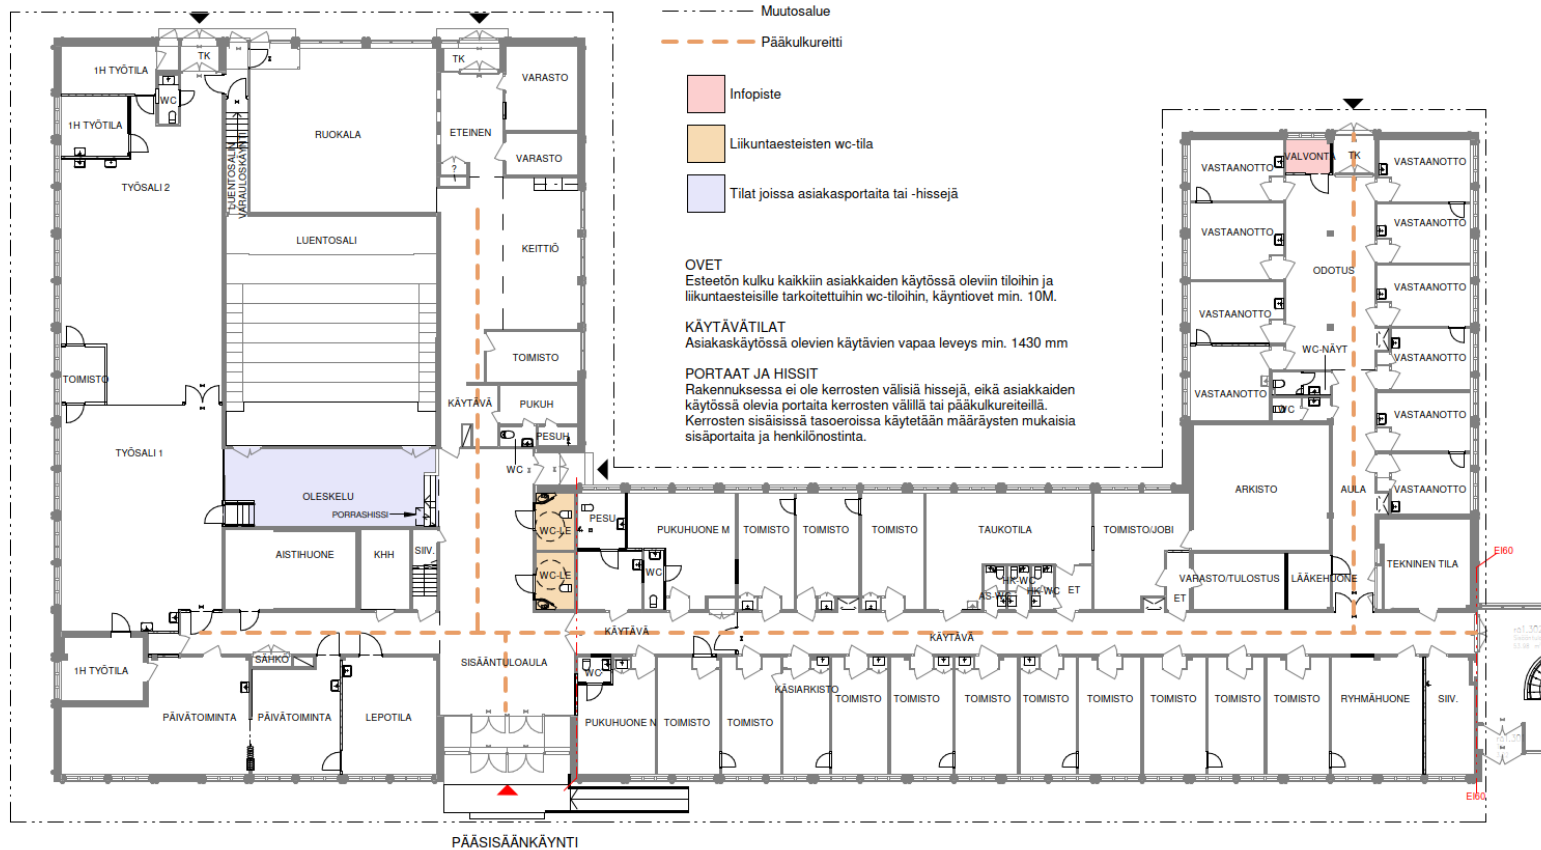 Muutosalue
Pääkulkureitti
Infopiste
Liikuntaesteisten wc-tila
Tilat joissa asiakasportaita tai -hissejä
OVET
Esteetön kulku kaikkiin asiakkaiden käytössä oleviin tiloihin ja
liikuntaesteisille tarkoitettuihin wc-tiloihin, käyntiovet min. 10M.
KÄYTÄVÄTILAT
Asiakaskäytössä olevien käytävien vapaa leveys min. 1430 mm
PORTAAT JA HISSIT
Rakennuksessa ei ole kerrosten välisiä hissejä, eikä asiakkaiden
käytössä olevia portaita kerrosten välillä tai pääkulkureiteillä.
Kerrosten sisäisissä tasoeroissa käytetään määräysten mukaisia
sisäportaita ja henkilönostinta.
1H TYÖTILA
TK
WC
1H TYÖTILA
TYÖSALI 2
LUENTOSALIN
VARAULOSKÄYNTI
RUOKALA
TK
VARASTO
ETEINEN
VARASTO
?
LUENTOSALI
KEITTIÖ
TOIMISTO
TOIMISTO
KÄYTÄVÄ
PUKUH
PESUH
WC
TYÖSALI 1
OLESKELU
PORRASHISSI
AISTIHUONE
KHH
SIIV.
WC-LE
WC-LE
PESU
PUKUHUONE M
WC
TOIMISTO
TOIMISTO
TOIMISTO
TAUKOTILA
TOIMISTO/JOBI
AS-WC
HK-WC
HK-WC
ET
ET
VARASTO/TULOSTUS
LÄÄKEHUONE
TEKNINEN TILA
EI60
ARKISTO
AULA
VASTAANOTTO
VALVONTA
TK
VASTAANOTTO
VASTAANOTTO
VASTAANOTTO
ODOTUS
VASTAANOTTO
VASTAANOTTO
WC-NÄYT
VASTAANOTTO
VASTAANOTTO
WC
VASTAANOTTO
VASTAANOTTO
KÄYTÄVÄ
KÄYTÄVÄ
1H TYÖTILA
SÄHKÖ
PÄIVÄTOIMINTA
PÄIVÄTOIMINTA
LEPOTILA
SISÄÄNTULOAULA
WC
PUKUHUONE N
TOIMISTO
TOIMISTO
KÄSIARKISTO
TOIMISTO
TOIMISTO
TOIMISTO
TOIMISTO
TOIMISTO
TOIMISTO
TOIMISTO
TOIMISTO
RYHMÄHUONE
SIIV.
EI60
PÄÄSISÄÄNKÄYNTI